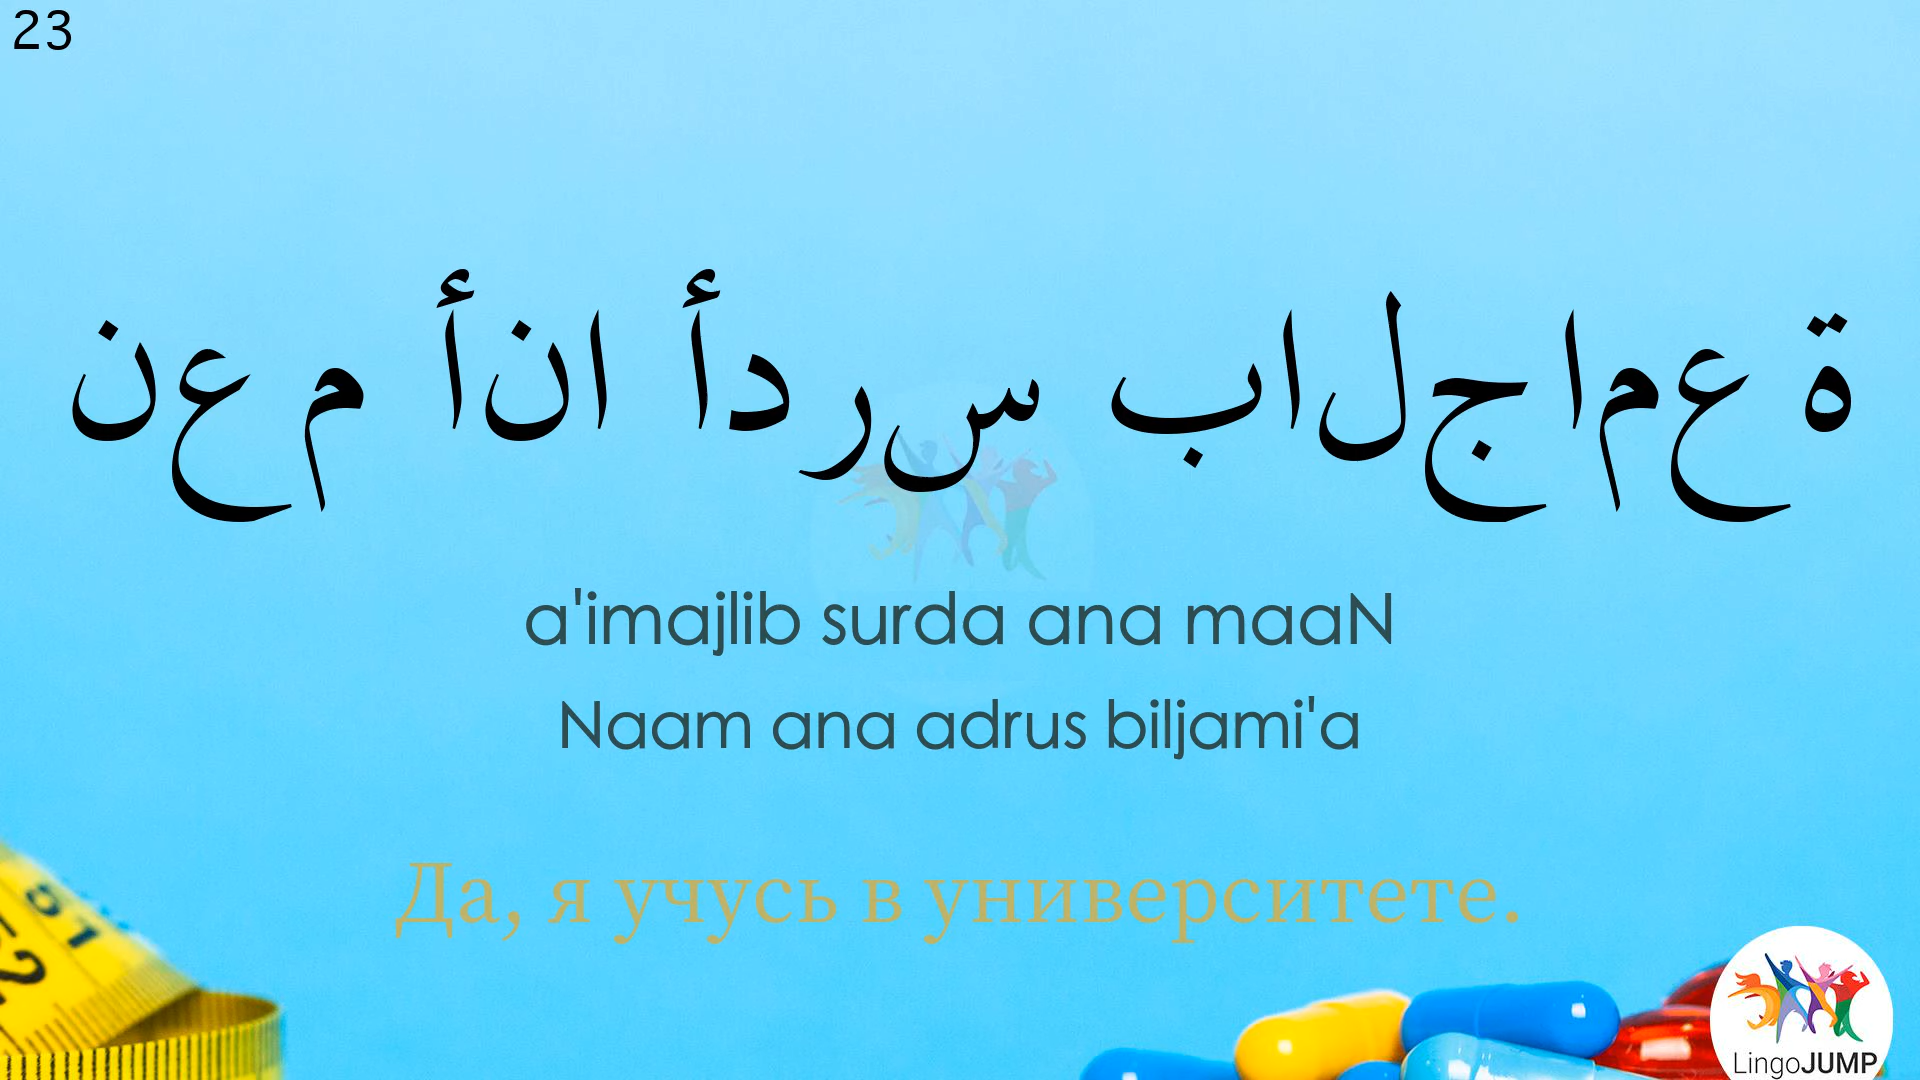 23
نعم أنا أدرس بالجامعة
a'imajlib surda ana maaN
Naam ana adrus biljami'a
Да, я учусь в университете.
LingoJUMP